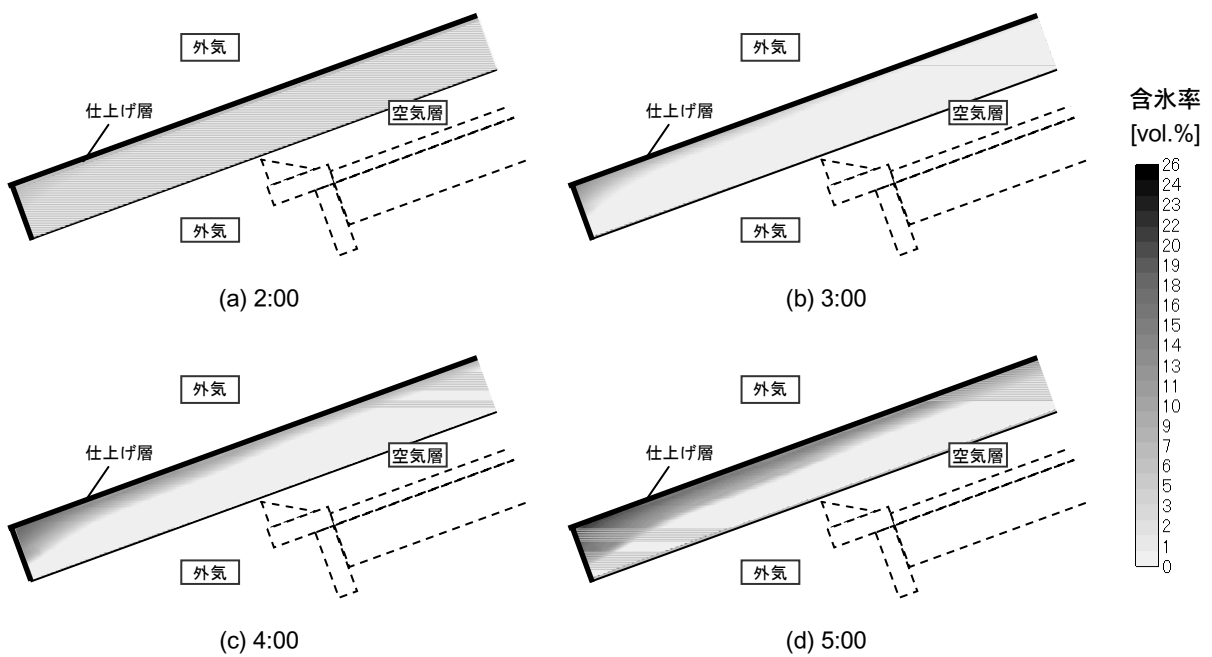 外気
仕上げ層
空気層
外気
(a) 2:00
外気
仕上げ層
空気層
外気
(b) 3:00
含氷率
[vol.%]
26
24
23
22
20
19
18
16
15
14
13
11
10
9
7
6
5
3
2
1
0
外気
仕上げ層
空気層
外気
(c) 4:00
外気
仕上げ層
空気層
外気
(d) 5:00